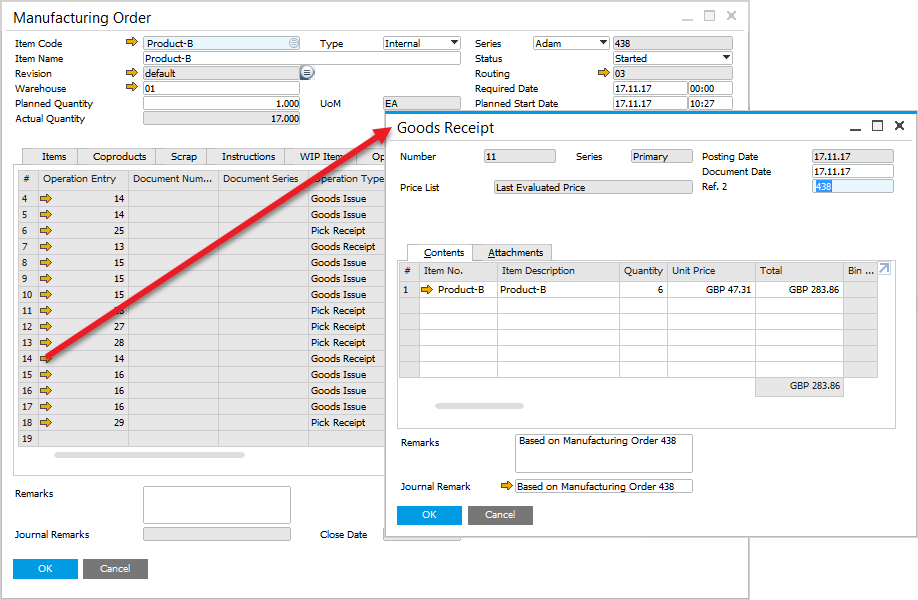 Manufacturing Order
Item Code Product-B Type Internal Series Adam 438
Item Name Product-B Status Started
Revision default Routing 03
Warehouse 01 Required Date 17.11.17 00:00
Planned Quantity 1.000 UoM EA Planned Start Date 17.11.17 10:27
Actual Quantity 17.000
Items Coproducts Scrap Instructions WIP Item Op
# Operation Entry Document Num... Document Series Operation Type
4 14 Goods Issue
5 14 Goods Issue
6 25 Pick Receipt
7 13 Goods Receipt
8 15 Goods Issue
9 15 Goods Issue
10 15 Goods Issue
11 Pick Receipt
12 27 Pick Receipt
13 28 Pick Receipt
14 14 Goods Receipt
15 16 Goods Issue
16 16 Goods Issue
17 16 Goods Issue
18 29 Pick Receipt
19
Remarks
Journal Remarks Close Date
OK Cancel
Goods Receipt
Number 11 Series Primary Posting Date 17.11.17
Document Date 17.11.17
Price List Last Evaluated Price Ref. 2 438
Contents Attachments
# Item No. Item Description Quantity Unit Price Total Bin ...
1 Product-B Product-B 6 GBP 47.31 GBP 283.86
GBP 283.86
Remarks Based on Manufacturing Order 438
Journal Remark Based on Manufacturing Order 438
OK Cancel